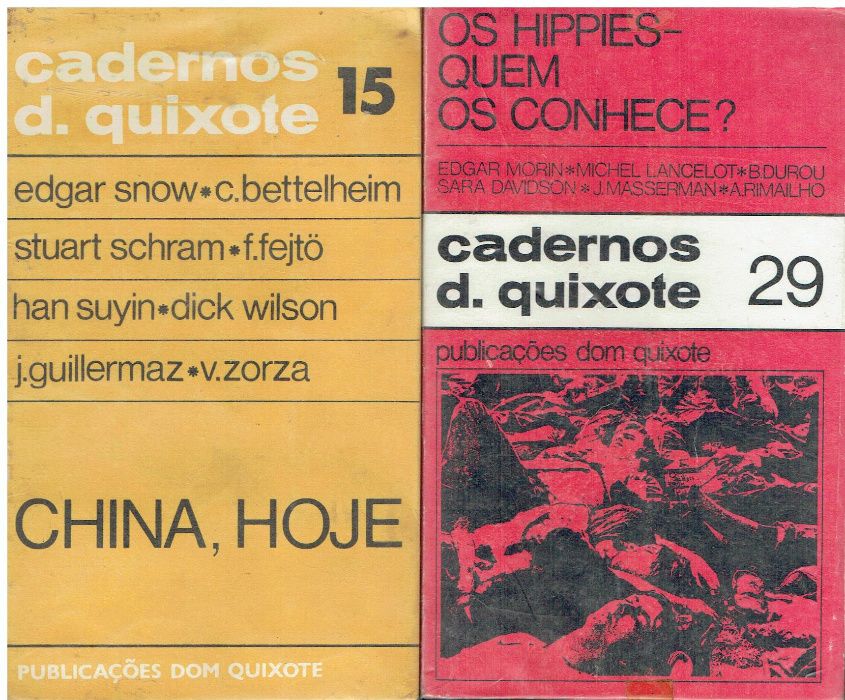 cadernos
d. quixote 15
edgar snow*c.bettelheim
stuart schram*f.fejtö
han suyin*dick wilson
j.guillermaz*v.zorza
CHINA, HOJE
PUBLICAÇÕES DOM QUIXOTE
OS HIPPIES-
QUEM
OS CONHECE?
EDGAR MORIN*MICHEL LANCELOT*B.DUROU
SARA DAVIDSON*J.MASSERMAN*A.RIMAILHO
cadernos
d. quixote 29
publicações dom quixote